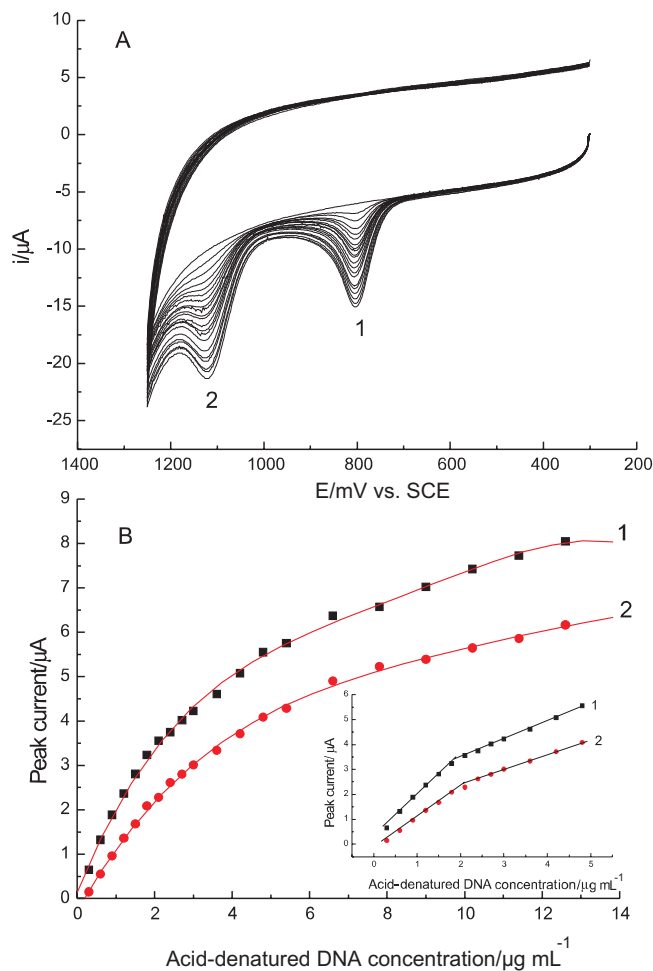 A
10
5
0
-5
-10
-15
-20
-25
i/µA
1
2
1400 1200 1000 800 600 400 200
E/mV vs. SCE
B
9
8
7
6
5
4
3
2
1
0
Peak current/µA
1
2
0 2 4 6 8 10 12 14
Acid-denatured DNA concentration/µg mL⁻¹
6
5
4
3
2
1
0
Peak current/ µA
1
2
0 1 2 3 4 5
Acid-denatured DNA concentration/µg mL⁻¹